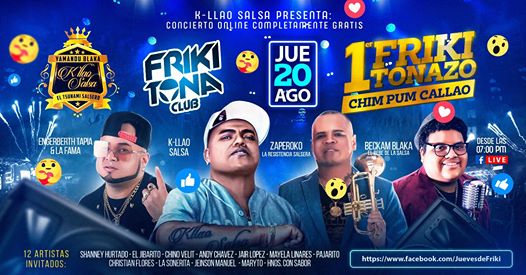 K-LLAO SALSA PRESENTA:
CONCIERTO ONLINE COMPLETAMENTE GRATIS
YAMANDU BLAKA
K-llao
Salsa
EL TSUNAMI SALSERO
FRIKI
TONA
CLUB
JUE
20
AGO
1er FRIKI
TONAZO
CHIM PUM CALLAO
ENGERBERTH TAPIA
& LA FAMA
K-LLAO
SALSA
ZAPEROKO
LA RESISTENCIA SALSERA
BECKAM BLAKA
DE LA SALSA
DESDE LAS
07:00 PM
LIVE
12 ARTISTAS
INVITADOS:
SHANNEY HURTADO - EL JIBARITO - CHINO VELIT - ANDY CHAVEZ - JAIR LOPEZ - MAYELA LINARES - PAJARITO
CHRISTIAN FLORES - LA SONERITA - JENSON MANUEL - MARYTO - HNOS. CON SABOR
https://www.facebook.com/JuevesdeFriki